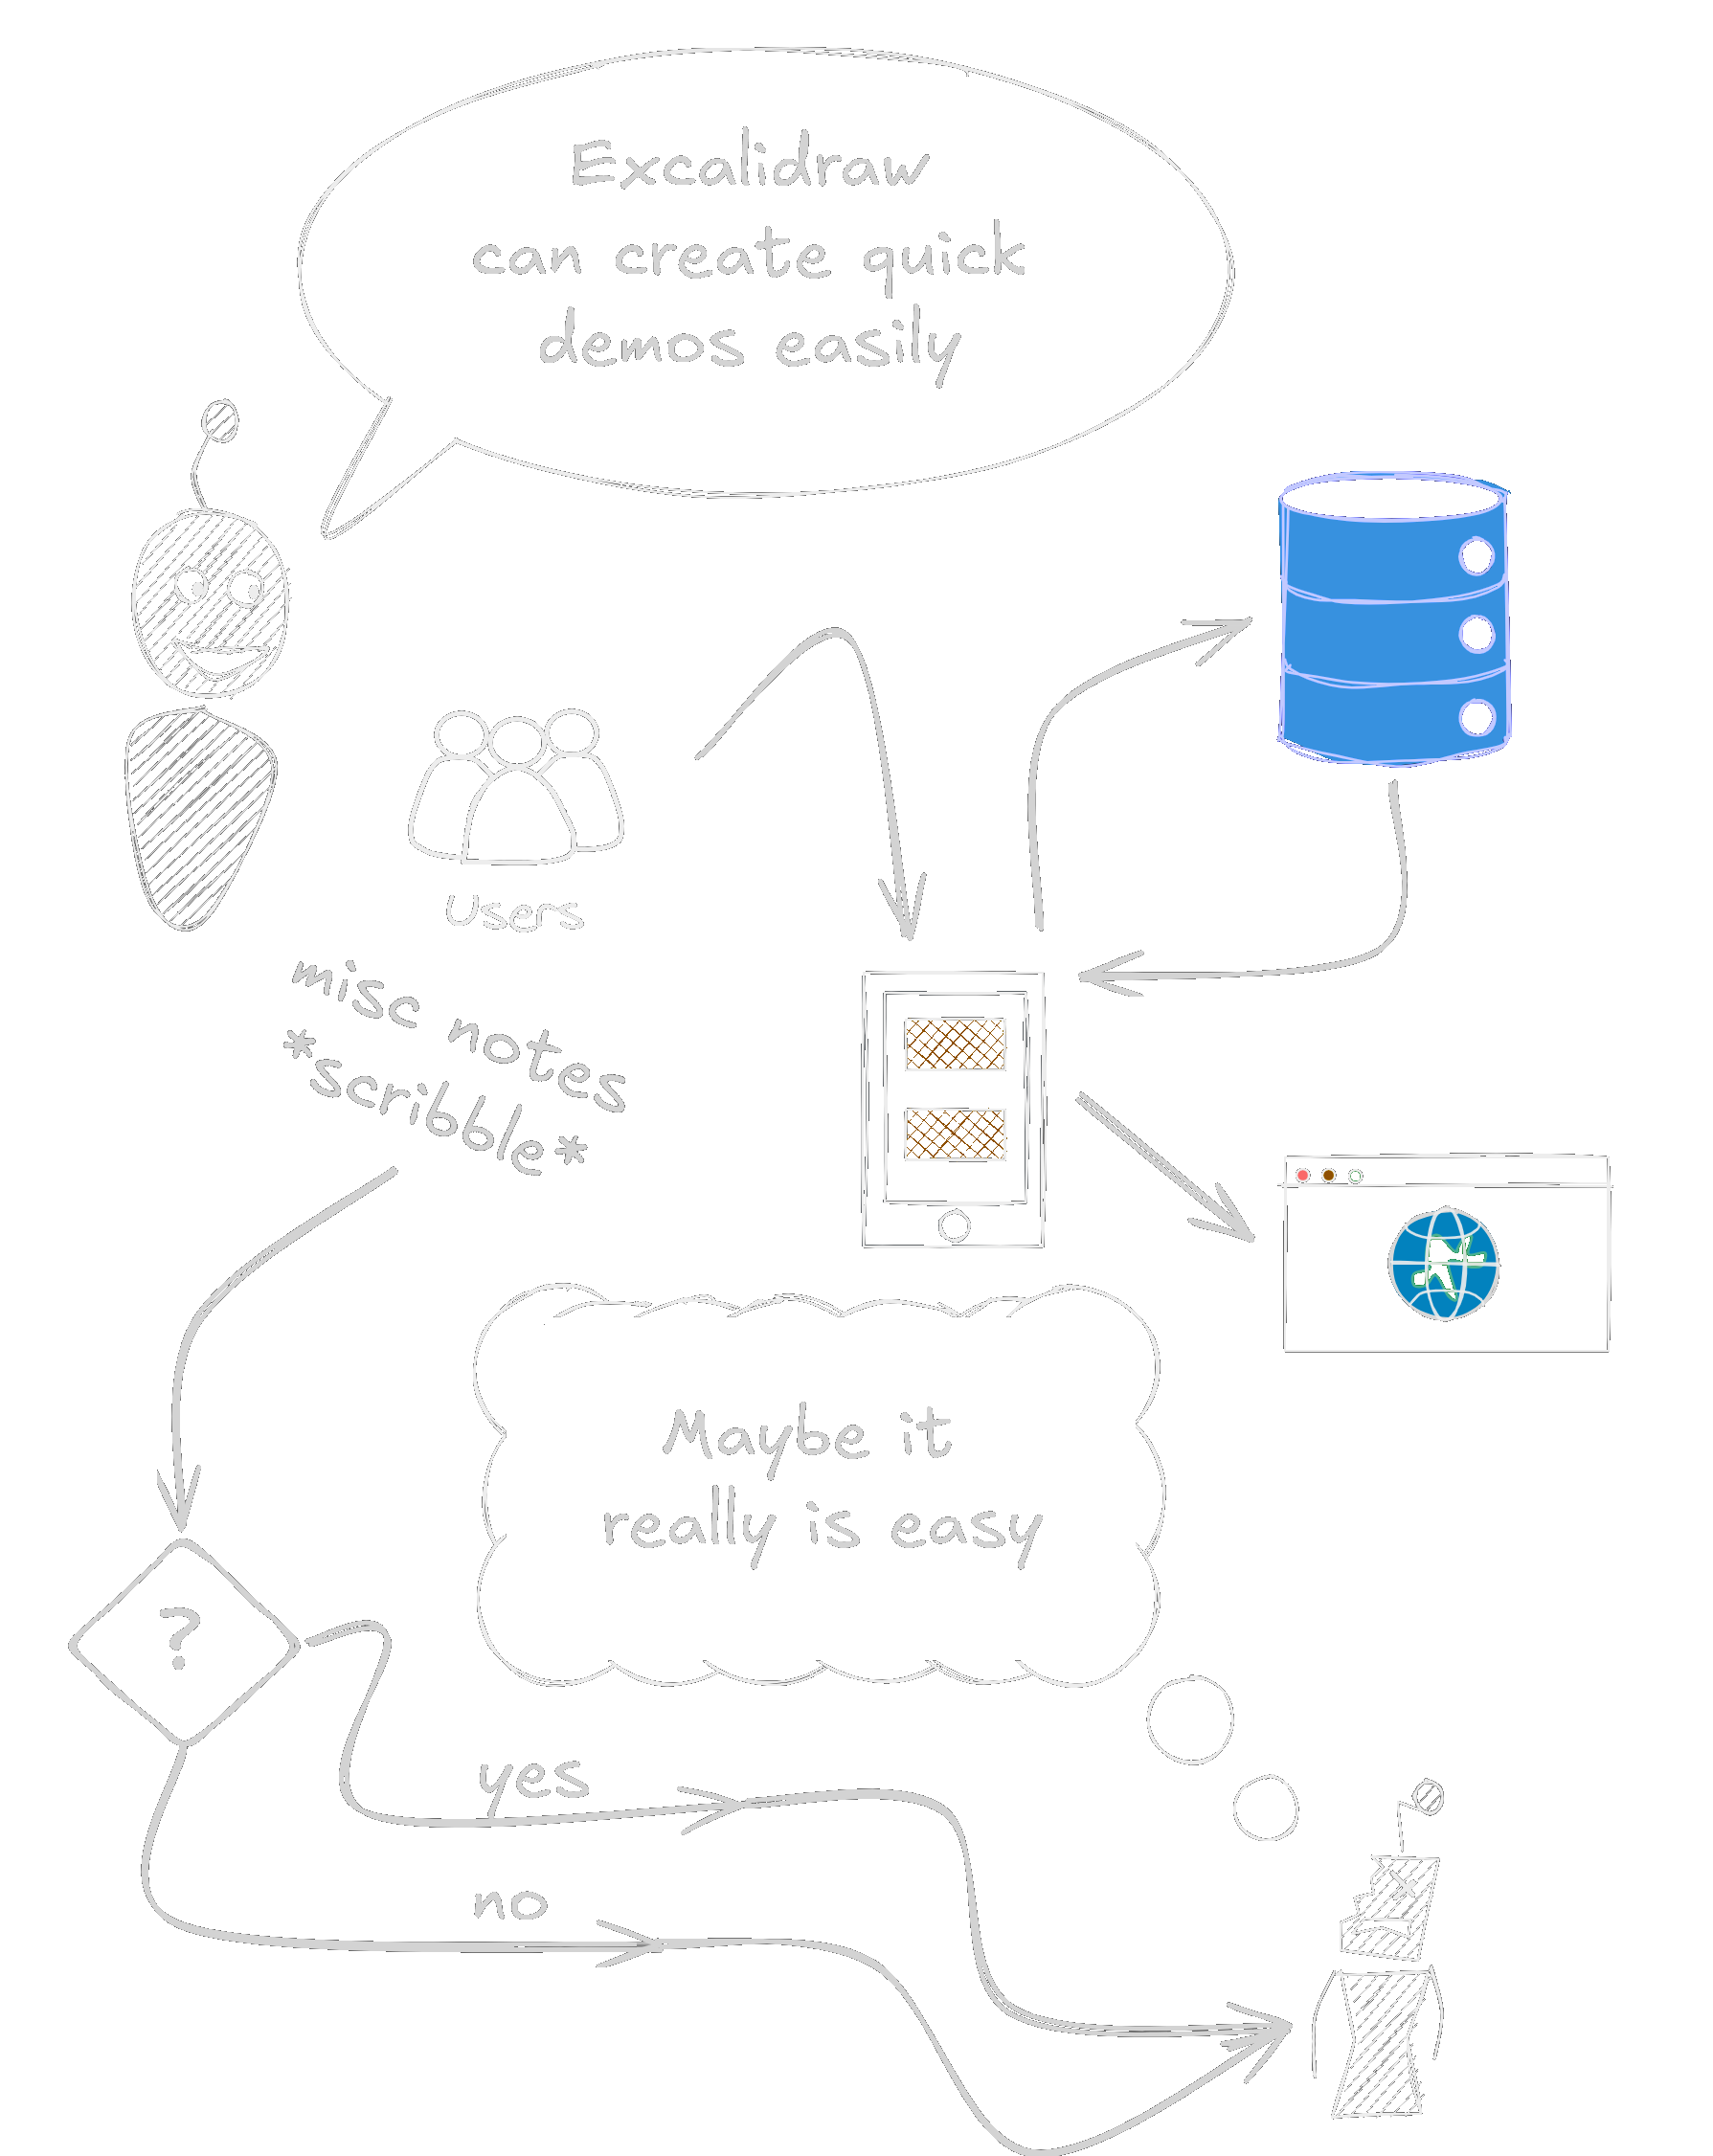 Excalidraw
can create quick
demos easily
Users
misc notes
*scribble*
Maybe it
really is easy
?
yes
no